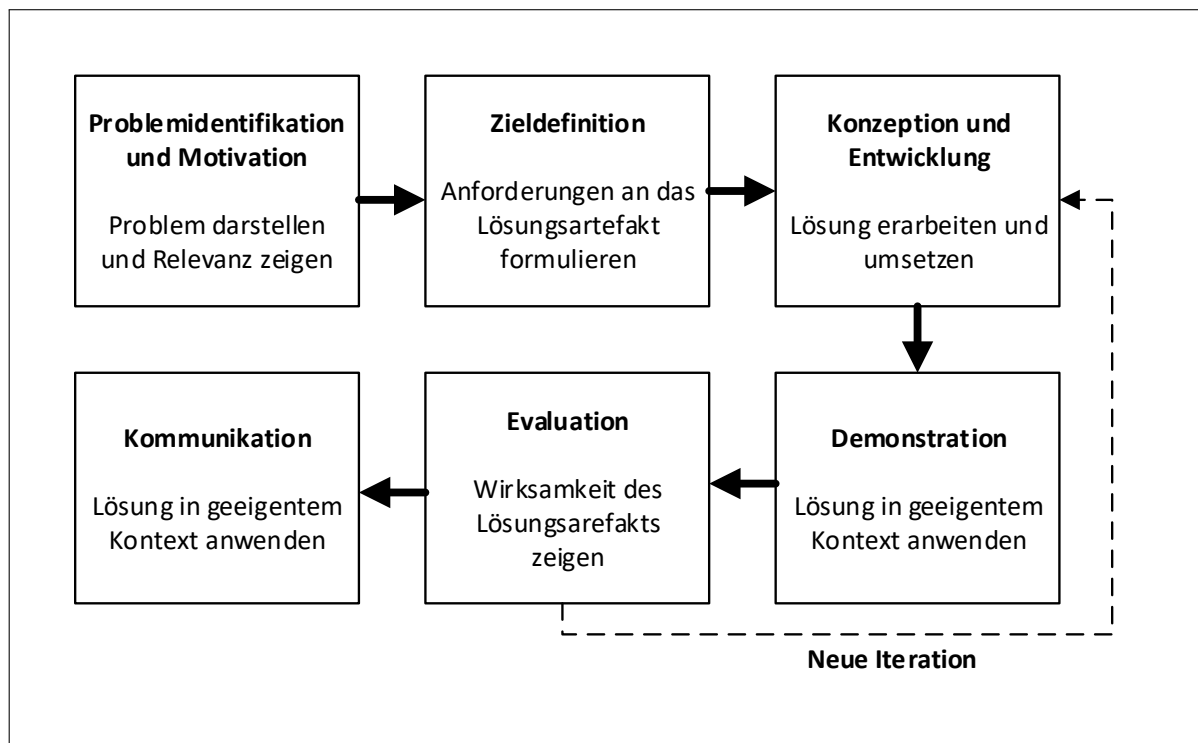 Problemidentifikation
und Motivation
Problem darstellen
und Relevanz zeigen
Zieldefinition
Anforderungen an das
Lösungsartefakt
formulieren
Konzeption und
Entwicklung
Lösung erarbeiten und
umsetzen
Kommunikation
Lösung in geeigentem
Kontext anwenden
Evaluation
Wirksamkeit des
Lösungsarefakts
zeigen
Demonstration
Lösung in geeigentem
Kontext anwenden
Neue Iteration